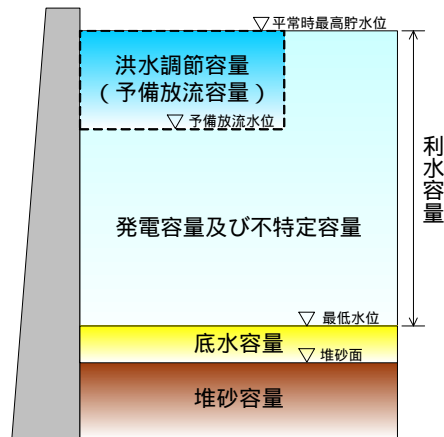 ▽ 平常時最高貯水位
洪水調節容量
（予備放流容量）
▽ 予備放流水位
利水容量
発電容量及び不特定容量
▽ 最低水位
底水容量
▽ 堆砂面
堆砂容量